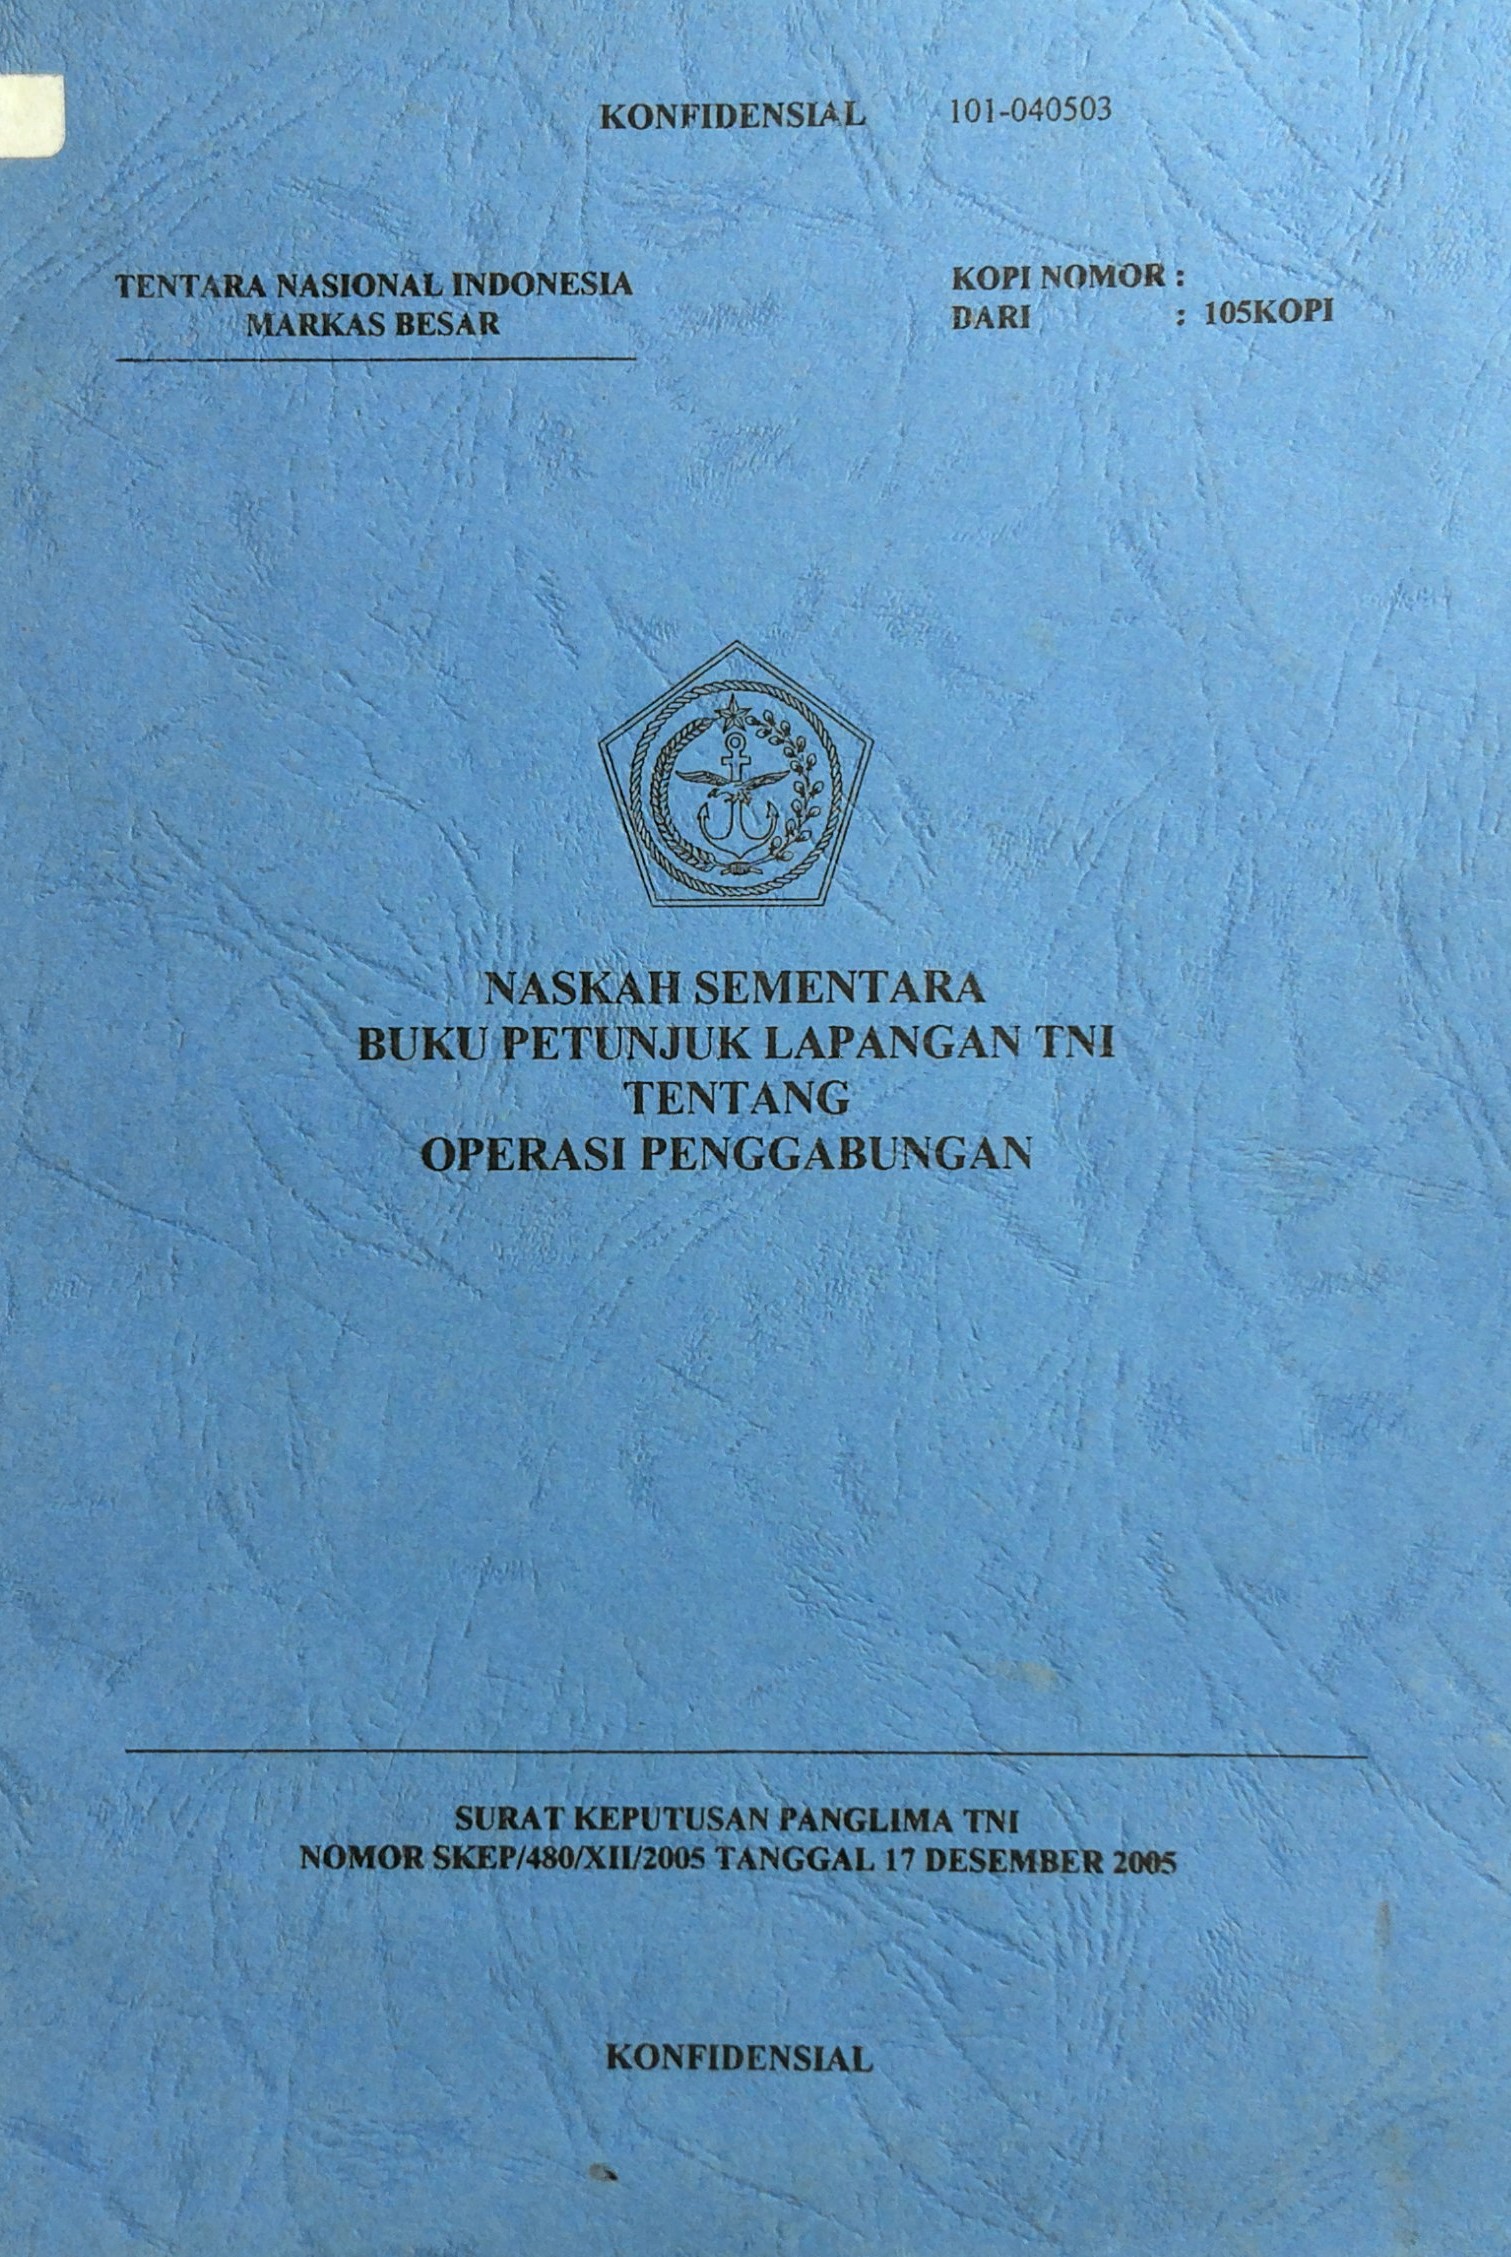 KONFIDENSIAL 101-040503
TENTARA NASIONAL INDONESIA
MARKAS BESAR
KOPI NOMOR :
DARI : 105KOPI
NASKAH SEMENTARA
BUKU PETUNJUK LAPANGAN TNI
TENTANG
OPERASI PENGGABUNGAN
SURAT KEPUTUSAN PANGLIMA TNI
NOMOR SKEP/480/XII/2005 TANGGAL 17 DESEMBER 2005
KONFIDENSIAL